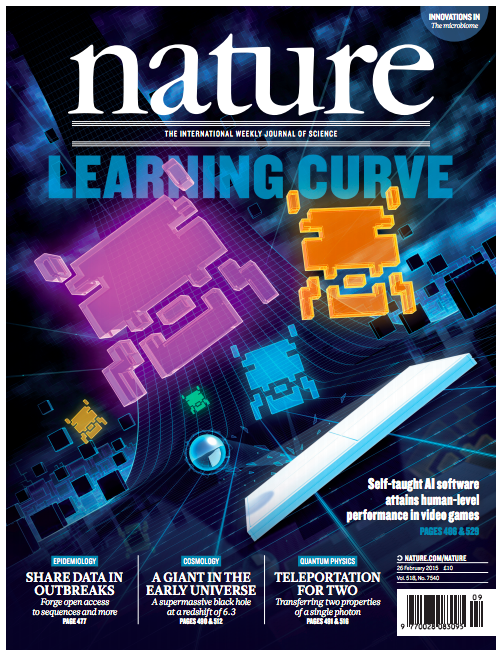 INNOVATIONS IN
The microbiome
nature
THE INTERNATIONAL WEEKLY JOURNAL OF SCIENCE
LEARNING CURVE
Self-taught AI software
attains human-level
performance in video games
PAGES 486 & 529
EPIDEMIOLOGY
SHARE DATA IN
OUTBREAKS
Forge open access
to sequences and more
PAGE 477
COSMOLOGY
A GIANT IN THE
EARLY UNIVERSE
A supermassive black hole
at a redshift of 6.3
PAGES 490 & 512
QUANTUM PHYSICS
TELEPORTATION
FOR TWO
Transferring two properties
of a single photon
PAGES 491 & 516
NATURE.COM/NATURE
26 February 2015 £10
Vol. 518, No. 7540
09
9 770028 083095